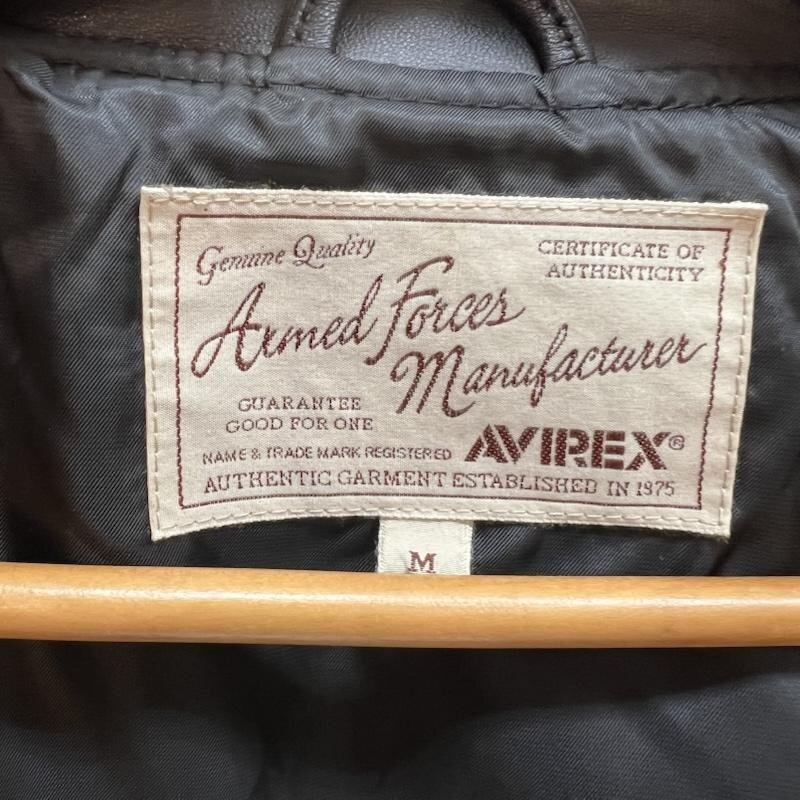 Genuine Quality
CERTIFICATE OF
AUTHENTICITY
Armed Forces
Manufacturer
GUARANTEE
GOOD FOR ONE
NAME & TRADE MARK REGISTERED
AVIREX®
AUTHENTIC GARMENT ESTABLISHED IN 1975
M